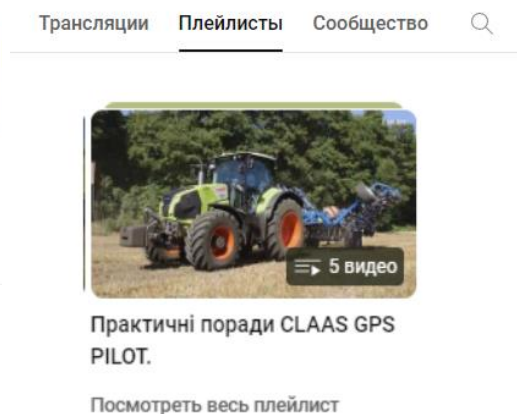 Трансляции Плейлисты Сообщество
5 видео
Практичні поради CLAAS GPS
PILOT.
Посмотреть весь плейлист